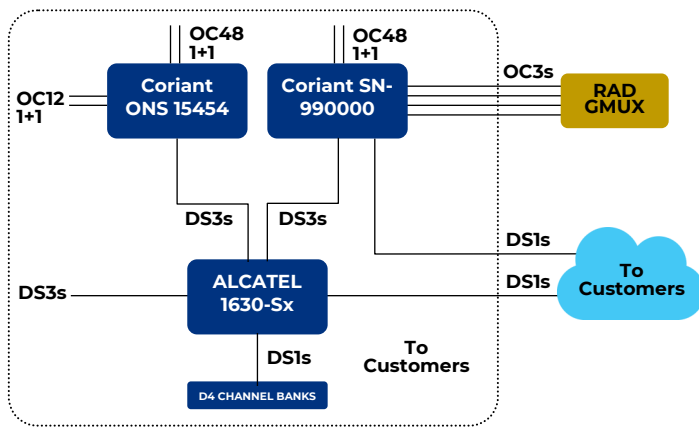 OC48
1+1
OC48
1+1
Coriant
ONS 15454
Coriant SN-
990000
OC3s
RAD
GMUX
OC12
1+1
DS3s
DS3s
DS1s
To
Customers
ALCATEL
1630-Sx
DS3s
DS1s
DS1s
To
Customers
D4 CHANNEL BANKS